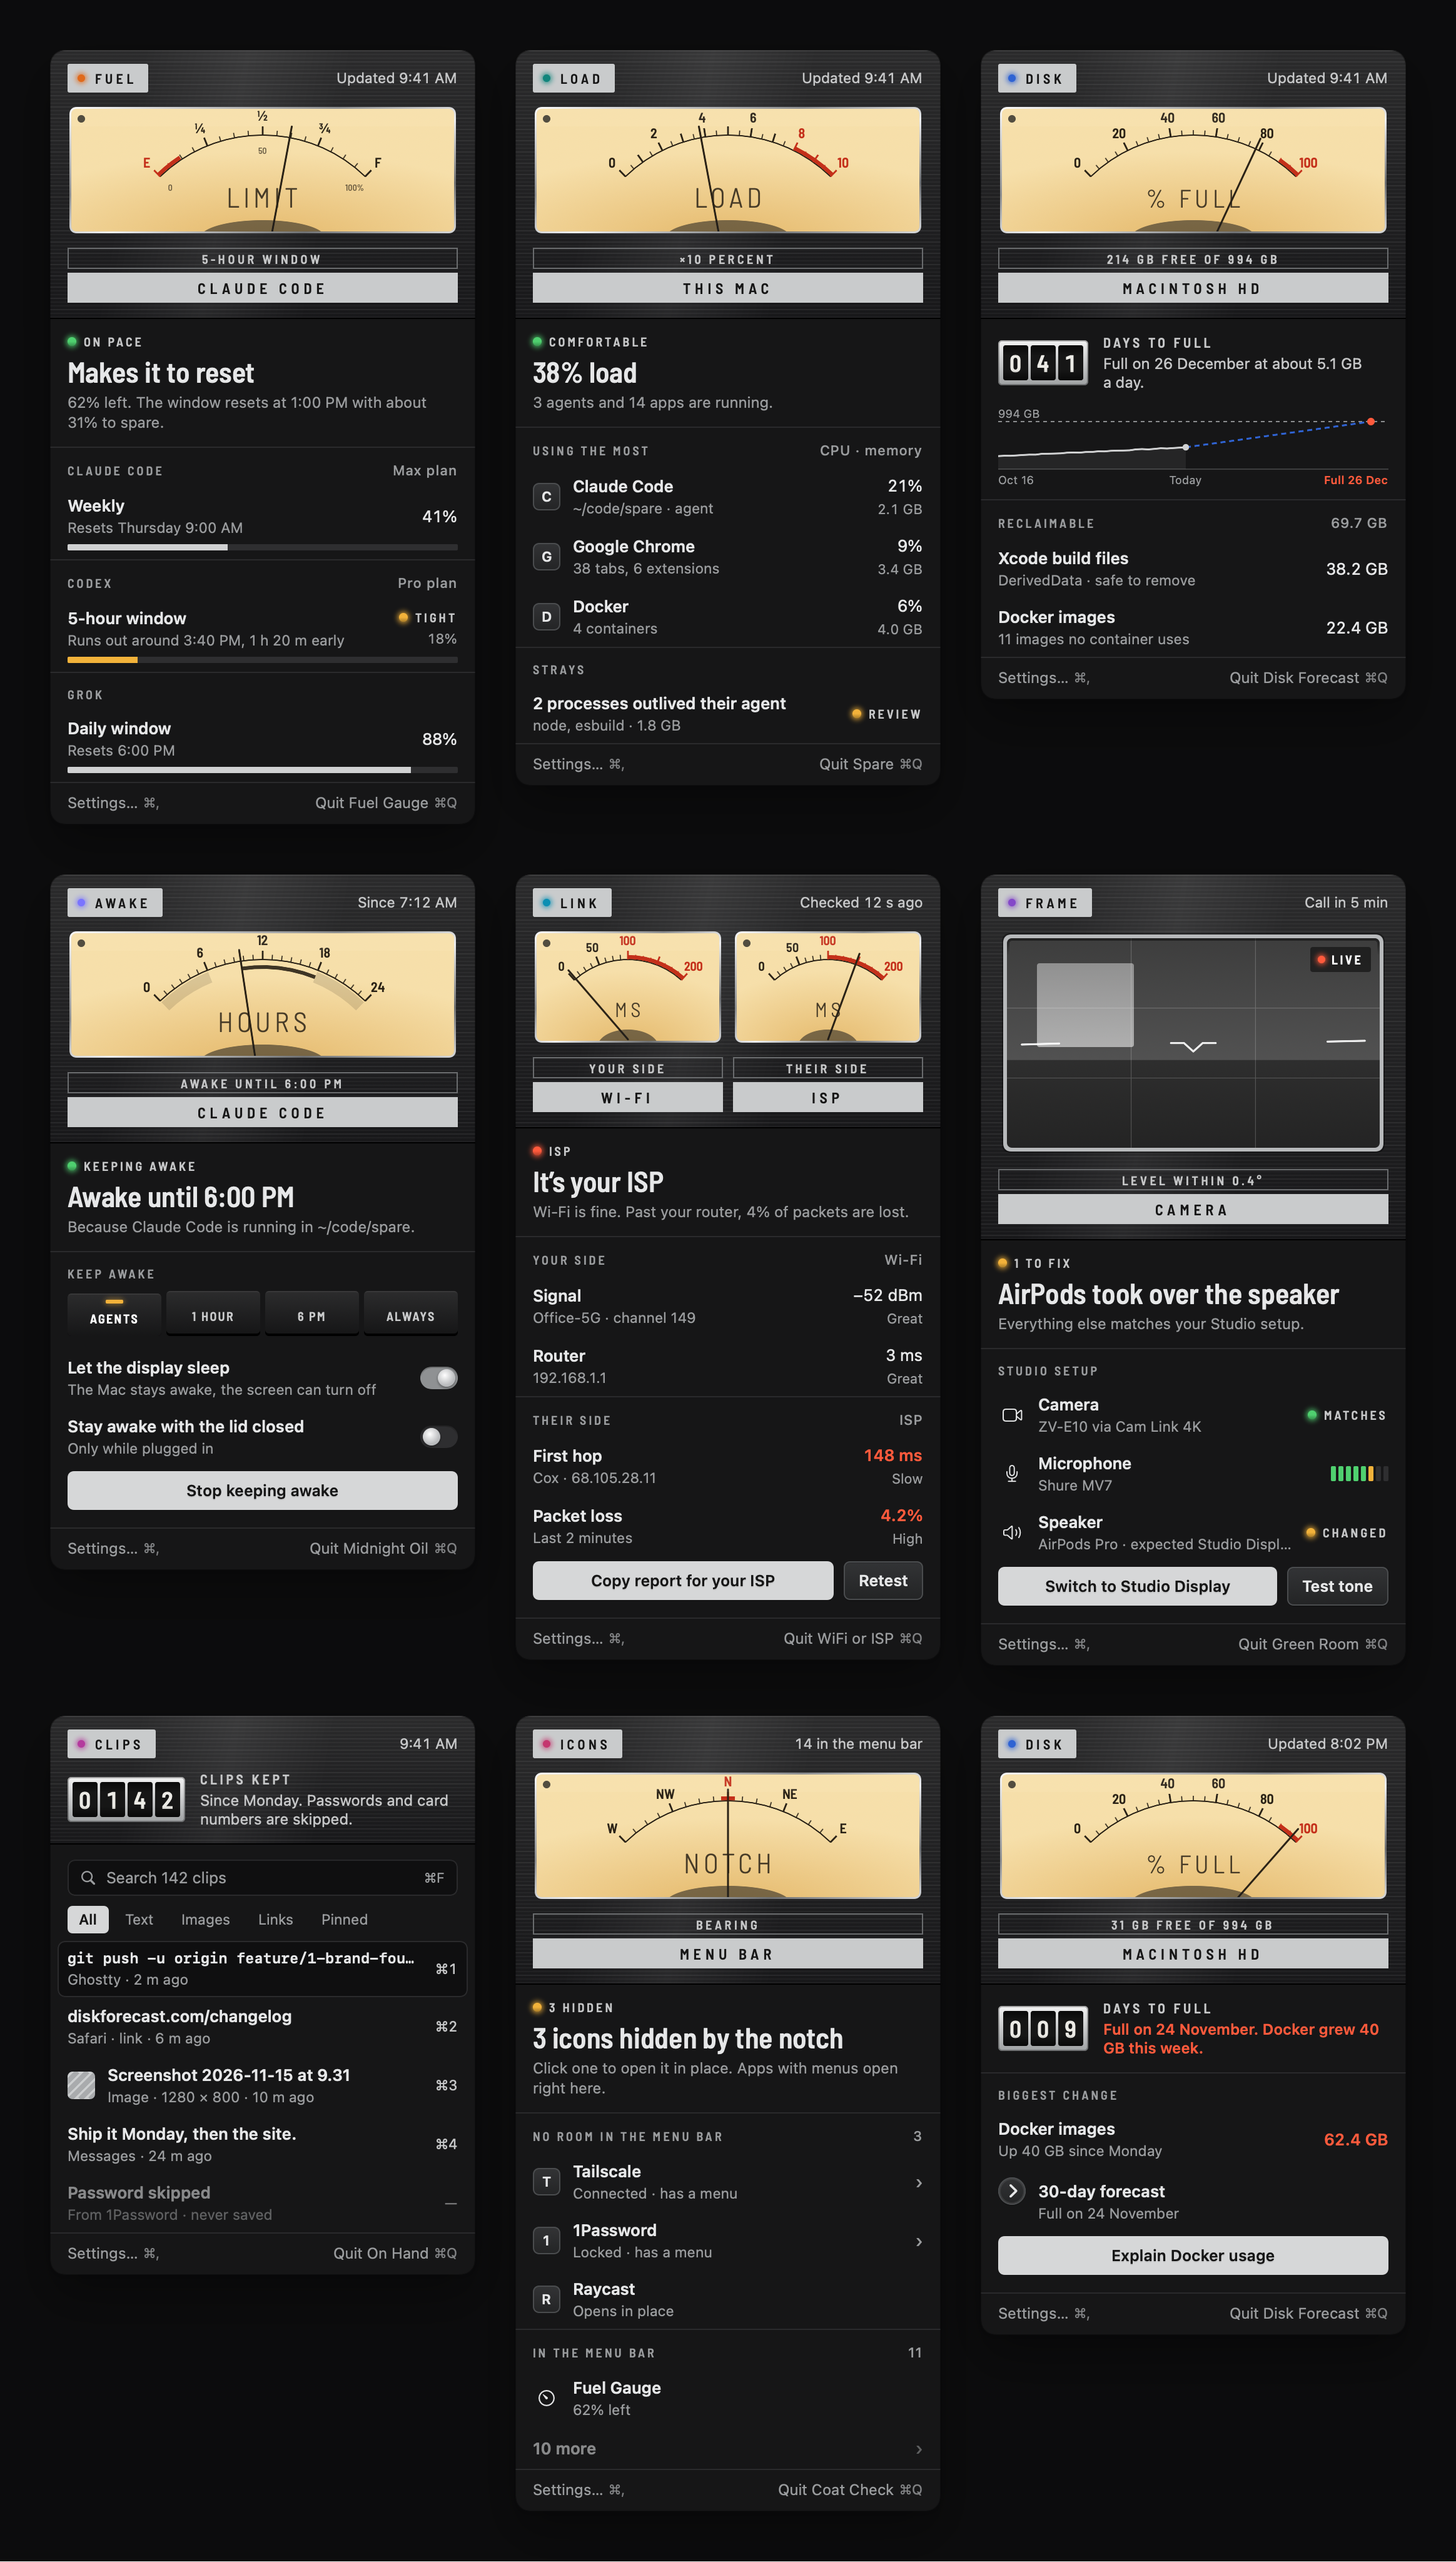 FUEL
Updated 9:41 AM
E ¼ ½ ¾ F
0 50 100%
LIMIT
5-HOUR WINDOW
CLAUDE CODE
ON PACE
Makes it to reset
62% left. The window resets at 1:00 PM with about
31% to spare.
CLAUDE CODE
Max plan
Weekly
Resets Thursday 9:00 AM
41%
CODEX
Pro plan
5-hour window
TIGHT
Runs out around 3:40 PM, 1 h 20 m early
18%
GROK
Daily window
Resets 6:00 PM
88%
Settings... ⌘,
Quit Fuel Gauge ⌘Q
LOAD
Updated 9:41 AM
0 2 4 6 8 10
LOAD
×10 PERCENT
THIS MAC
COMFORTABLE
38% load
3 agents and 14 apps are running.
USING THE MOST
CPU · memory
C
Claude Code
21%
~/code/spare · agent
2.1 GB
G
Google Chrome
9%
38 tabs, 6 extensions
3.4 GB
D
Docker
6%
4 containers
4.0 GB
STRAYS
2 processes outlived their agent
node, esbuild · 1.8 GB
REVIEW
Settings... ⌘,
Quit Spare ⌘Q
DISK
Updated 9:41 AM
0 20 40 60 80 100
% FULL
214 GB FREE OF 994 GB
MACINTOSH HD
041
DAYS TO FULL
Full on 26 December at about 5.1 GB
a day.
994 GB
Oct 16
Today
Full 26 Dec
RECLAIMABLE
69.7 GB
Xcode build files
DerivedData · safe to remove
38.2 GB
Docker images
11 images no container uses
22.4 GB
Settings... ⌘,
Quit Disk Forecast ⌘Q
AWAKE
Since 7:12 AM
0 6 12 18 24
HOURS
AWAKE UNTIL 6:00 PM
CLAUDE CODE
KEEPING AWAKE
Awake until 6:00 PM
Because Claude Code is running in ~/code/spare.
KEEP AWAKE
AGENTS
1 HOUR
6 PM
ALWAYS
Let the display sleep
The Mac stays awake, the screen can turn off
Stay awake with the lid closed
Only while plugged in
Stop keeping awake
Settings... ⌘,
Quit Midnight Oil ⌘Q
LINK
Checked 12 s ago
0 50 100 200
MS
0 50 100 200
MS
YOUR SIDE
WI-FI
THEIR SIDE
ISP
ISP
It's your ISP
Wi-Fi is fine. Past your router, 4% of packets are lost.
YOUR SIDE
Wi-Fi
Signal
−52 dBm
Office-5G · channel 149
Great
Router
3 ms
192.168.1.1
Great
THEIR SIDE
ISP
First hop
148 ms
Cox · 68.105.28.11
Slow
Packet loss
4.2%
Last 2 minutes
High
Copy report for your ISP
Retest
Settings... ⌘,
Quit WiFi or ISP ⌘Q
FRAME
Call in 5 min
LIVE
LEVEL WITHIN 0.4°
CAMERA
1 TO FIX
AirPods took over the speaker
Everything else matches your Studio setup.
STUDIO SETUP
Camera
ZV-E10 via Cam Link 4K
MATCHES
Microphone
Shure MV7
Speaker
AirPods Pro · expected Studio Displ...
CHANGED
Switch to Studio Display
Test tone
Settings... ⌘,
Quit Green Room ⌘Q
CLIPS
9:41 AM
0142
CLIPS KEPT
Since Monday. Passwords and card
numbers are skipped.
Search 142 clips
⌘F
All
Text
Images
Links
Pinned
git push −u origin feature/1−brand−fou…
Ghostty · 2 m ago
⌘1
diskforecast.com/changelog
Safari · link · 6 m ago
⌘2
Screenshot 2026-11-15 at 9.31
Image · 1280 × 800 · 10 m ago
⌘3
Ship it Monday, then the site.
Messages · 24 m ago
⌘4
Password skipped
From 1Password · never saved
—
Settings... ⌘,
Quit On Hand ⌘Q
ICONS
14 in the menu bar
W NW N NE E
NOTCH
BEARING
MENU BAR
3 HIDDEN
3 icons hidden by the notch
Click one to open it in place. Apps with menus open
right here.
NO ROOM IN THE MENU BAR
3
T
Tailscale
Connected · has a menu
›
1
1Password
Locked · has a menu
›
R
Raycast
Opens in place
IN THE MENU BAR
11
Fuel Gauge
62% left
10 more
›
Settings... ⌘,
Quit Coat Check ⌘Q
DISK
Updated 8:02 PM
0 20 40 60 80 100
% FULL
31 GB FREE OF 994 GB
MACINTOSH HD
009
DAYS TO FULL
Full on 24 November. Docker grew 40
GB this week.
BIGGEST CHANGE
Docker images
Up 40 GB since Monday
62.4 GB
30-day forecast
Full on 24 November
Explain Docker usage
Settings... ⌘,
Quit Disk Forecast ⌘Q